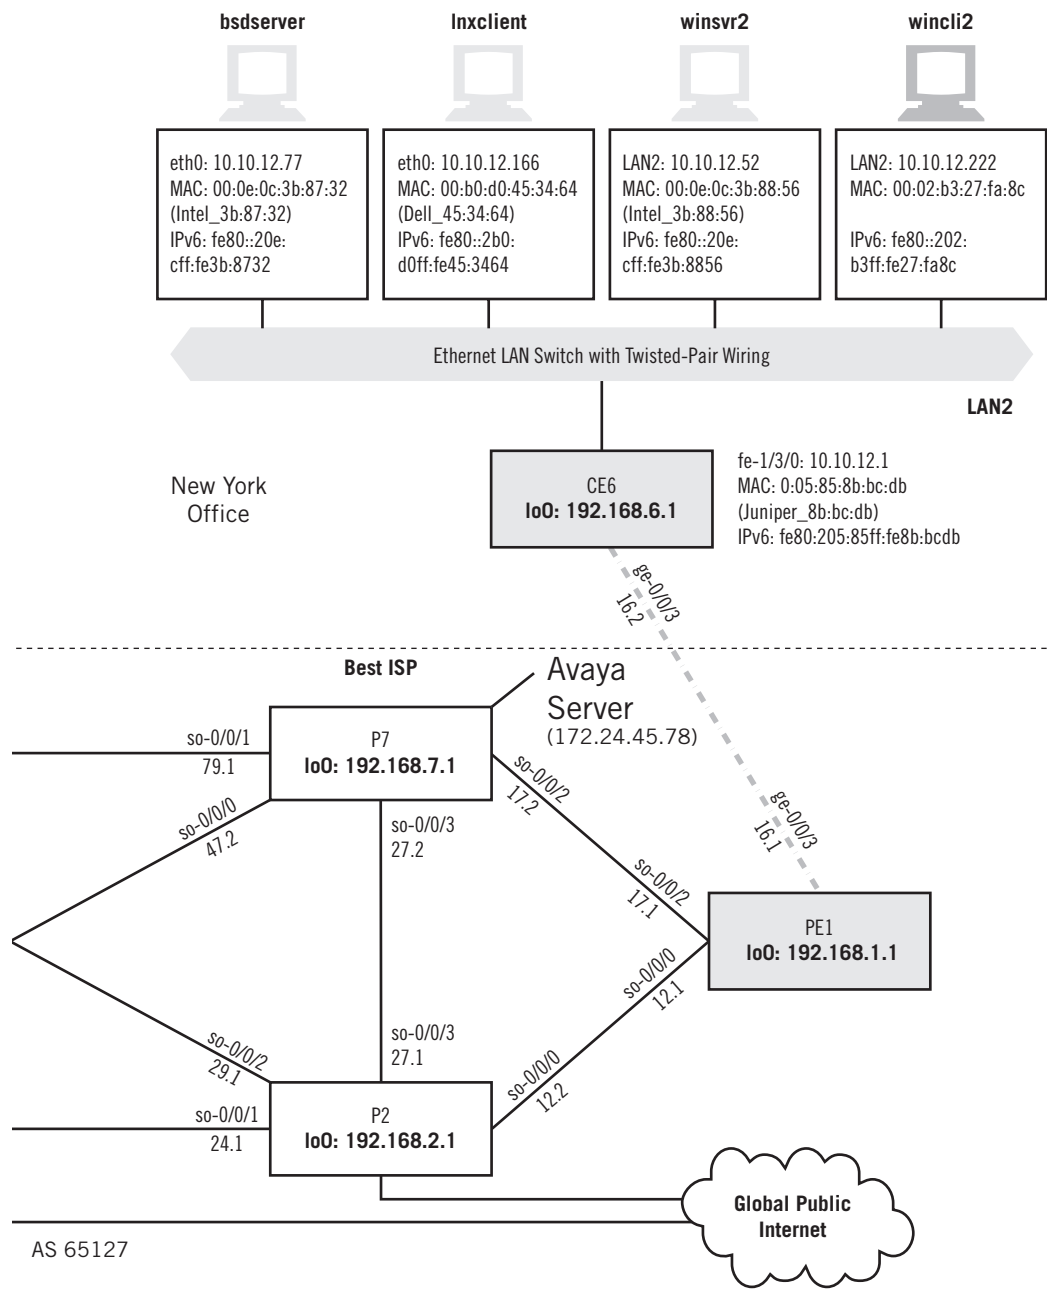 bsdserver
lnxclient
winsvr2
wincli2
eth0: 10.10.12.77
MAC: 00:0e:0c:3b:87:32
(Intel_3b:87:32)
IPv6: fe80::20e:
cff:fe3b:8732
eth0: 10.10.12.166
MAC: 00:b0:d0:45:34:64
(Dell_45:34:64)
IPv6: fe80::2b0:
d0ff:fe45:3464
LAN2: 10.10.12.52
MAC: 00:0e:0c:3b:88:56
(Intel_3b:88:56)
IPv6: fe80::20e:
cff:fe3b:8856
LAN2: 10.10.12.222
MAC: 00:02:b3:27:fa:8c
IPv6: fe80::202:
b3ff:fe27:fa8c
Ethernet LAN Switch with Twisted-Pair Wiring
LAN2
New York
Office
CE6
lo0: 192.168.6.1
fe-1/3/0: 10.10.12.1
MAC: 0:05:85:8b:bc:db
(Juniper_8b:bc:db)
IPv6: fe80:205:85ff:fe8b:bcdb
ge-0/0/3
16.2
Best ISP
Avaya
Server
(172.24.45.78)
so-0/0/1
79.1
P7
lo0: 192.168.7.1
so-0/0/2
17.2
so-0/0/0
47.2
so-0/0/3
27.2
ge-0/0/3
16.1
so-0/0/2
17.1
PE1
lo0: 192.168.1.1
so-0/0/0
12.1
so-0/0/3
27.1
so-0/0/2
29.1
so-0/0/0
12.2
so-0/0/1
24.1
P2
lo0: 192.168.2.1
Global Public
Internet
AS 65127